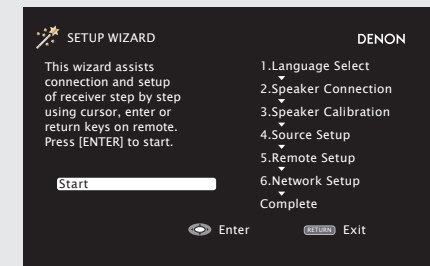 SETUP WIZARD
DENON
This wizard assists
connection and setup
of receiver step by step
using cursor, enter or
return keys on remote.
Press [ENTER] to start.
Start
1.Language Select
2.Speaker Connection
3.Speaker Calibration
4.Source Setup
5.Remote Setup
6.Network Setup
Complete
Enter
RETURN Exit